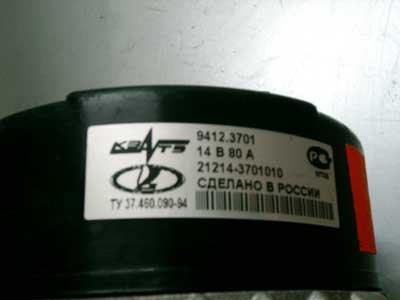 КЗАТЭ
9412.3701
14 В 80 А
21214-3701010
СДЕЛАНО В РОССИИ
ТУ 37.460.090-94